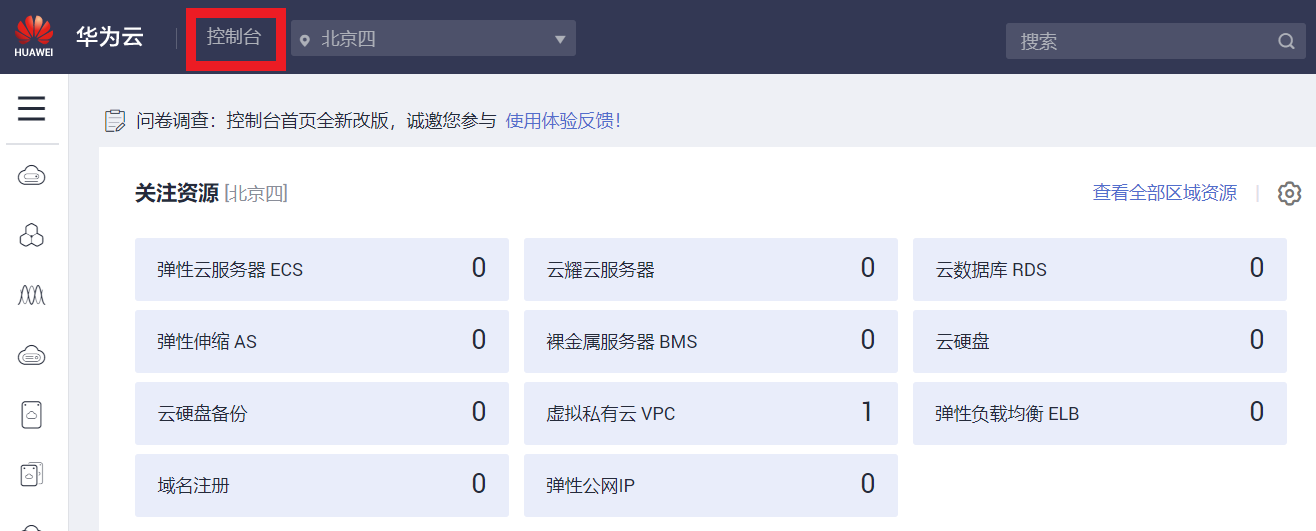 HUAWEI 华为云 控制台 北京四 搜索
问卷调查：控制台首页全新改版，诚邀您参与 使用体验反馈！
关注资源 [北京四] 查看全部区域资源
弹性云服务器 ECS 0 云耀云服务器 0 云数据库 RDS 0
弹性伸缩 AS 0 裸金属服务器 BMS 0 云硬盘 0
云硬盘备份 0 虚拟私有云 VPC 1 弹性负载均衡 ELB 0
域名注册 0 弹性公网IP 0